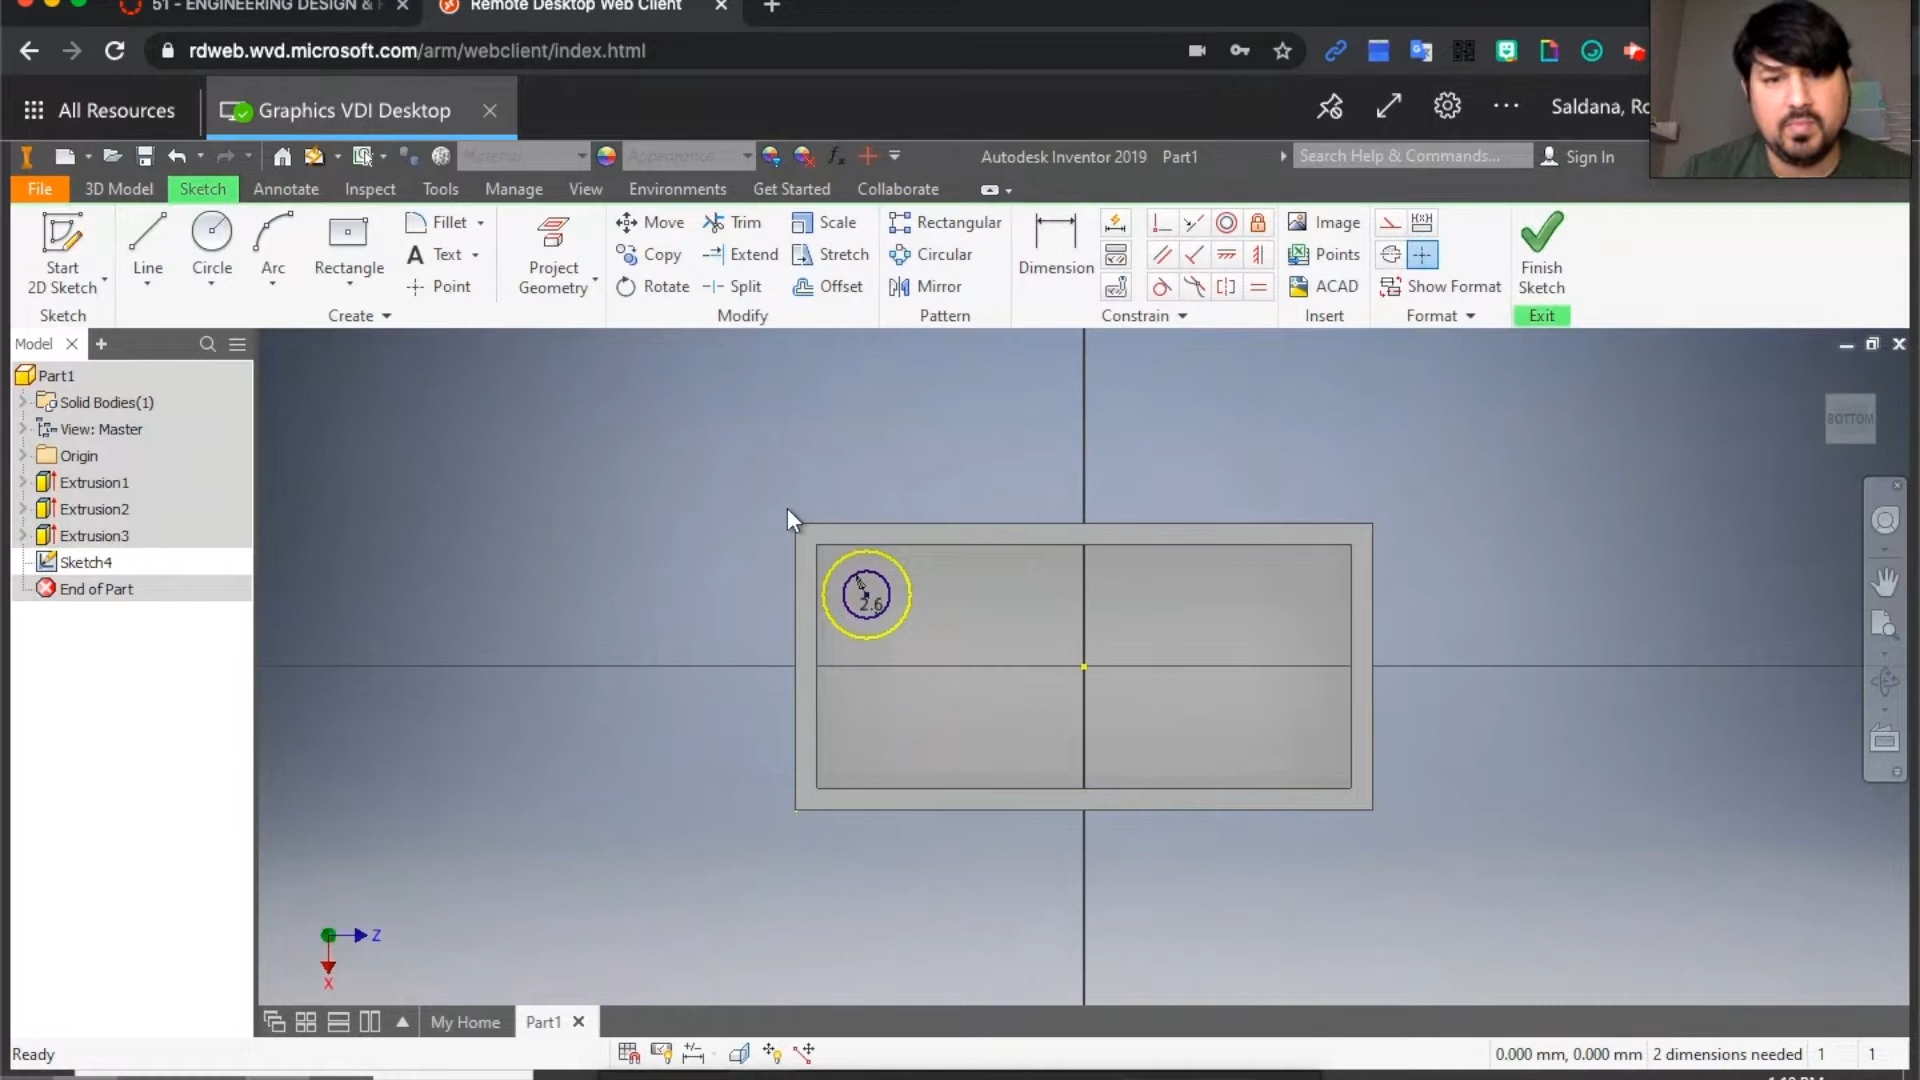 51 - ENGINEERING DESIGN &
Remote Desktop Web Client
rdweb.wvd.microsoft.com/arm/webclient/index.html
All Resources
Graphics VDI Desktop
Saldana, Ro
Material
Appearance
Autodesk Inventor 2019 Part1
Search Help & Commands...
Sign In
File 3D Model Sketch Annotate Inspect Tools Manage View Environments Get Started Collaborate
Start
2D Sketch
Line
Circle
Arc
Rectangle
Fillet
Text
Point
Project
Geometry
Move
Copy
Rotate
Trim
Extend
Split
Scale
Stretch
Offset
Rectangular
Circular
Mirror
Dimension
Image
Points
ACAD
Show Format
Finish
Sketch
Sketch Create Modify Pattern Constrain Insert Format Exit
Model
Part1
Solid Bodies(1)
View: Master
Origin
Extrusion1
Extrusion2
Extrusion3
Sketch4
End of Part
BOTTOM
2.6
Z
X
My Home Part1
Ready
0.000 mm, 0.000 mm 2 dimensions needed 1 1